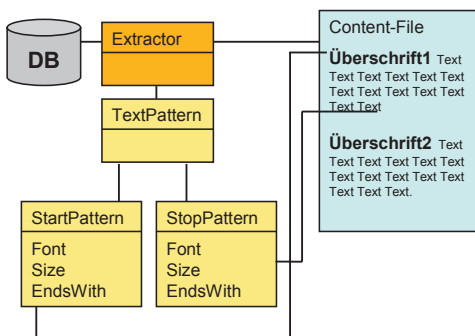 DB
Extractor
TextPattern
StartPattern
Font
Size
EndsWith
StopPattern
Font
Size
EndsWith
Content-File
Überschrift1 Text
Text Text Text Text Text
Text Text Text Text Text
Text Text
Überschrift2 Text
Text Text Text Text Text
Text Text Text Text Text
Text Text Text.